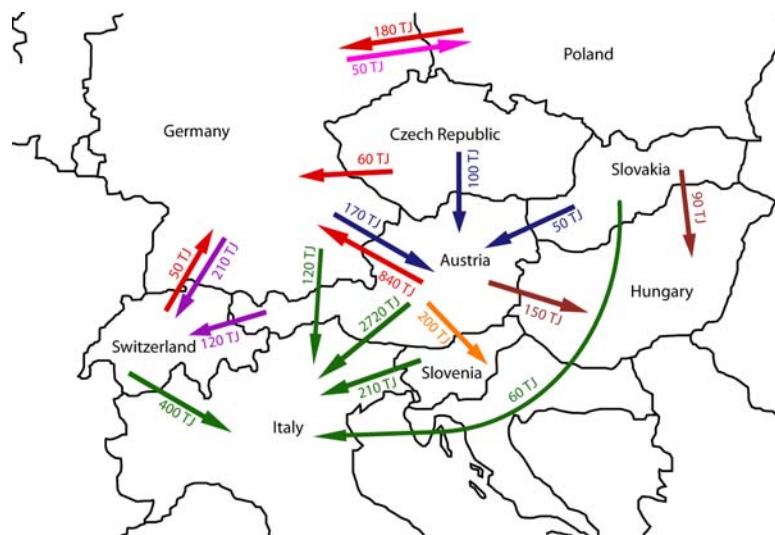 180 TJ
50 TJ
Poland
Germany
Czech Republic
60 TJ
100 TJ
Slovakia
90 TJ
170 TJ
50 TJ
50 TJ
210 TJ
120 TJ
840 TJ
Austria
Hungary
2720 TJ
150 TJ
120 TJ
200 TJ
Switzerland
Slovenia
210 TJ
60 TJ
400 TJ
Italy